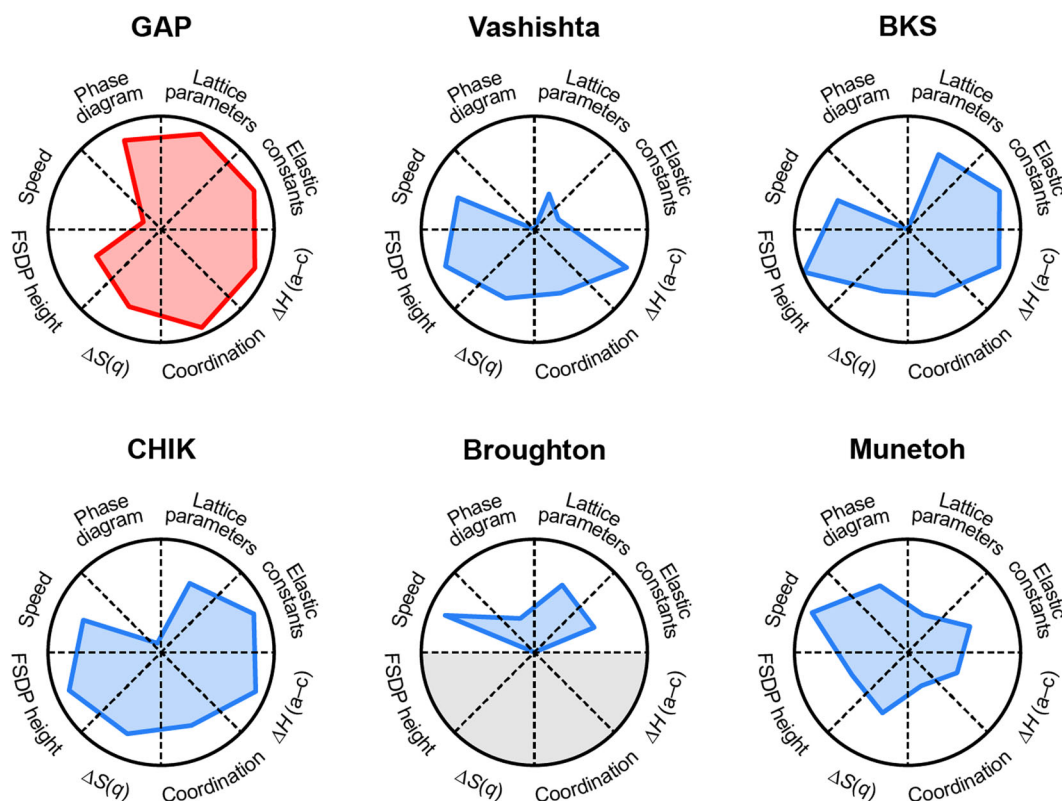 GAP
Phase
diagram
Lattice
parameters
Elastic
constants
ΔH (a–c)
Coordination
ΔS(q)
FSDP height
Speed
Vashishta
Phase
diagram
Lattice
parameters
Elastic
constants
ΔH (a–c)
Coordination
ΔS(q)
FSDP height
Speed
BKS
Phase
diagram
Lattice
parameters
Elastic
constants
ΔH (a–c)
Coordination
ΔS(q)
FSDP height
Speed
CHIK
Phase
diagram
Lattice
parameters
Elastic
constants
ΔH (a–c)
Coordination
ΔS(q)
FSDP height
Speed
Broughton
Phase
diagram
Lattice
parameters
Elastic
constants
ΔH (a–c)
Coordination
ΔS(q)
FSDP height
Speed
Munetoh
Phase
diagram
Lattice
parameters
Elastic
constants
ΔH (a–c)
Coordination
ΔS(q)
FSDP height
Speed